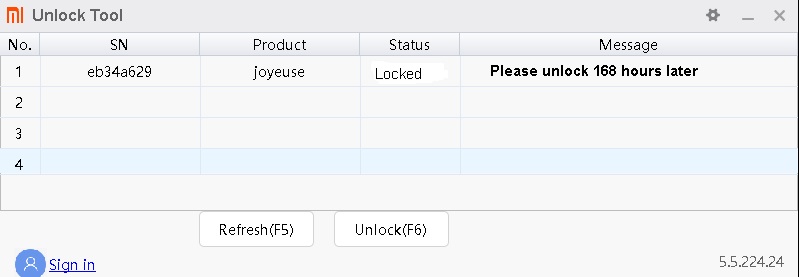 Unlock Tool
No. SN Product Status Message
1 eb34a629 joyeuse Locked Please unlock 168 hours later
2
3
4
Refresh(F5) Unlock(F6)
Sign in 5.5.224.24